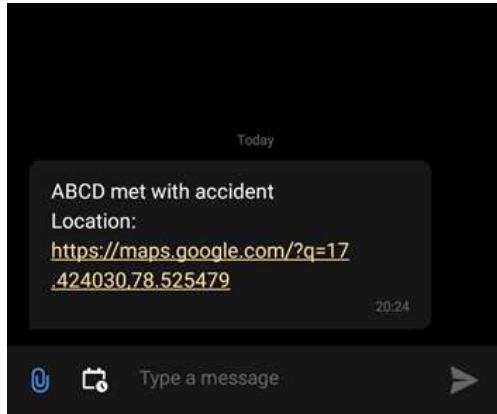 Today
ABCD met with accident
Location:
https://maps.google.com/?q=17
.424030,78.525479
20:24
Type a message